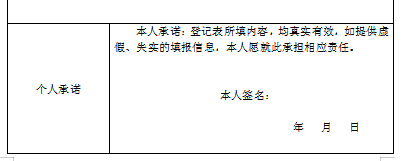 本人承诺：登记表所填内容，均真实有效，如提供虚
假、失实的填报信息，本人愿就此承担相应责任。
个人承诺
本人签名：
年 月 日